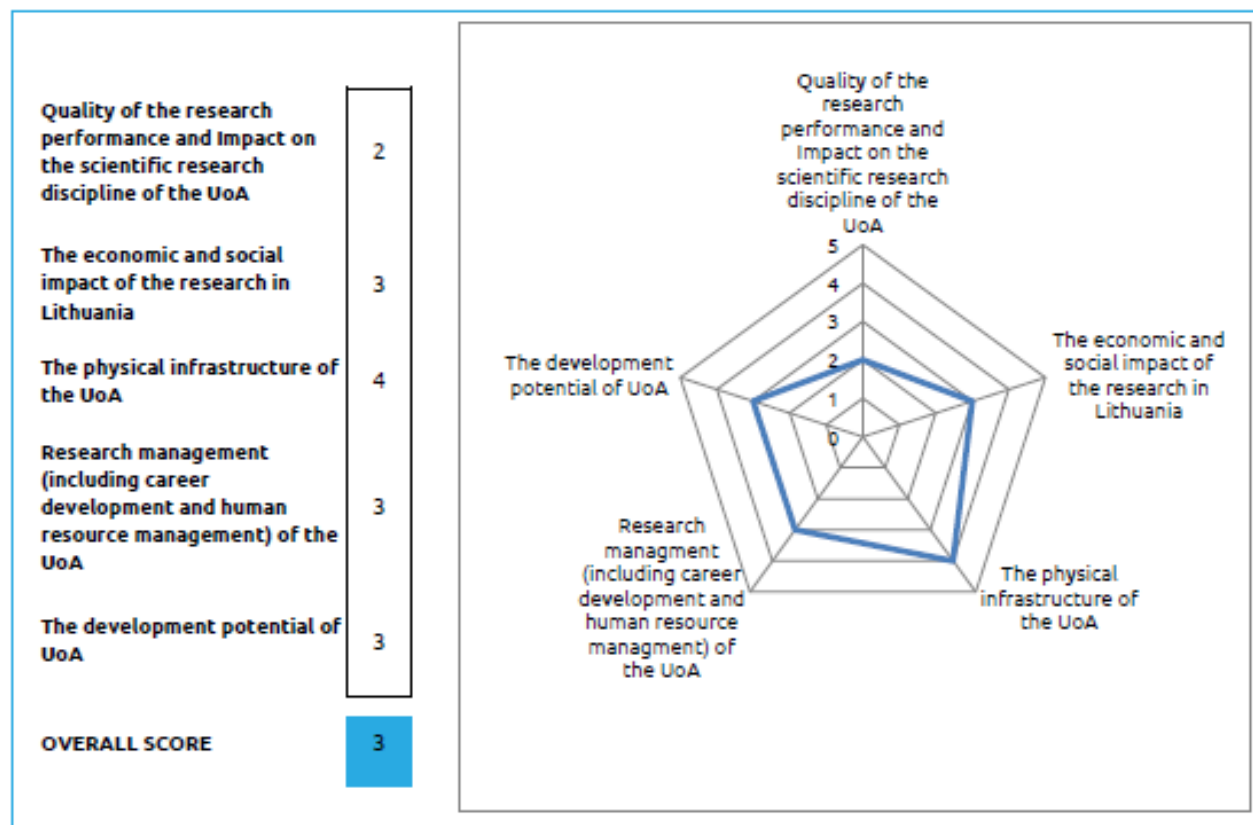 Quality of the research
performance and Impact on
the scientific research
discipline of the UoA
2
The economic and social
impact of the research in
Lithuania
3
The physical infrastructure of
the UoA
4
Research management
(including career
development and human
resource management) of the
UoA
3
The development potential of
UoA
3
OVERALL SCORE
3
Quality of the
research
performance and
Impact on the
scientific research
discipline of the
UoA
5
4
3
2
1
0
The economic and
social impact of
the research in
Lithuania
The physical
infrastructure of
the UoA
Research
managment
(including career
development and
human resource
managment) of
the UoA
The development
potential of UoA